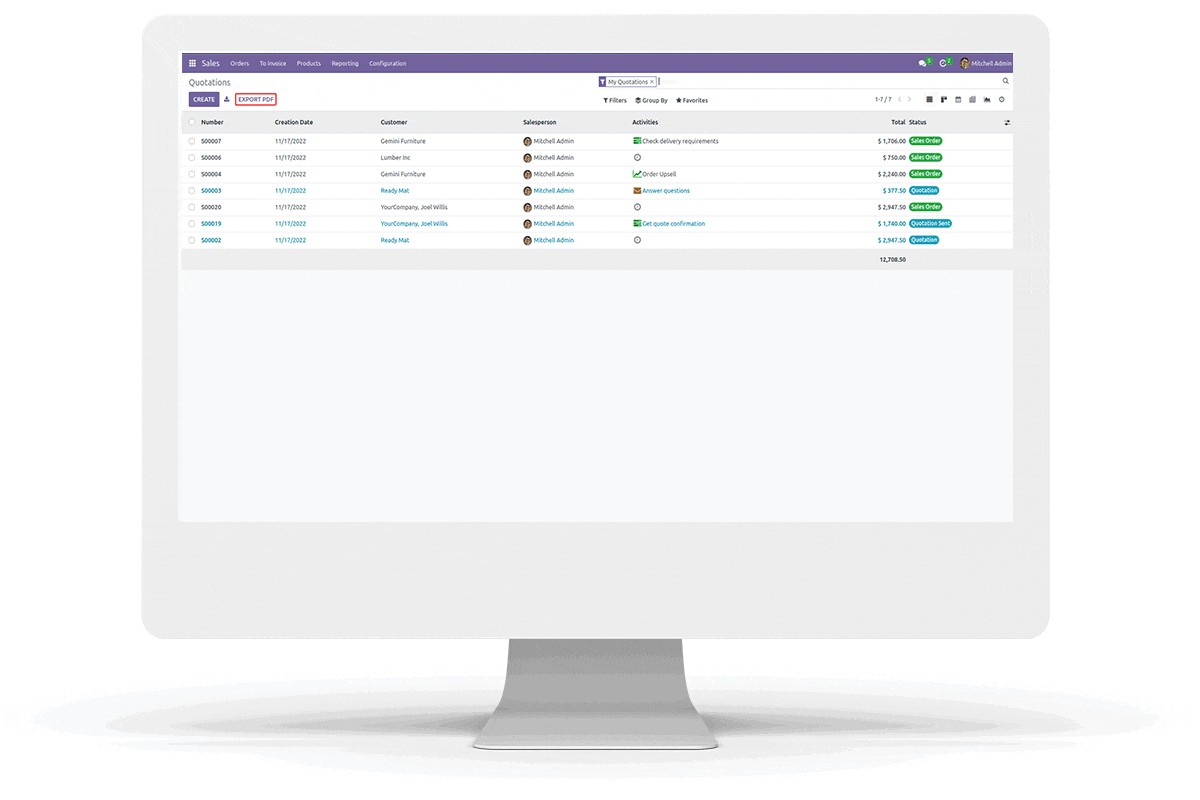 Sales Orders To Invoice Products Reporting Configuration 5 2 Mitchell Admin
Quotations My Quotations ×
CREATE EXPORT PDF Filters Group By Favorites 1-7 / 7
Number Creation Date Customer Salesperson Activities Total Status
S00007 11/17/2022 Gemini Furniture Mitchell Admin Check delivery requirements $ 1,706.00 Sales Order
S00006 11/17/2022 Lumber Inc Mitchell Admin $ 750.00 Sales Order
S00004 11/17/2022 Gemini Furniture Mitchell Admin Order Upsell $ 2,240.00 Sales Order
S00003 11/17/2022 Ready Mat Mitchell Admin Answer questions $ 377.50 Quotation
S00020 11/17/2022 YourCompany, Joel Willis Mitchell Admin $ 2,947.50 Sales Order
S00019 11/17/2022 YourCompany, Joel Willis Mitchell Admin Get quote confirmation $ 1,740.00 Quotation Sent
S00002 11/17/2022 Ready Mat Mitchell Admin $ 2,947.50 Quotation
12,708.50